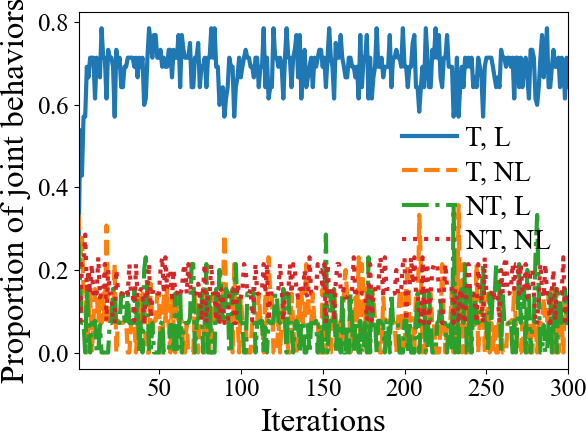 Proportion of joint behaviors
0.8
0.6
0.4
0.2
0.0
T, L
T, NL
NT, L
NT, NL
50
100
150
200
250
300
Iterations